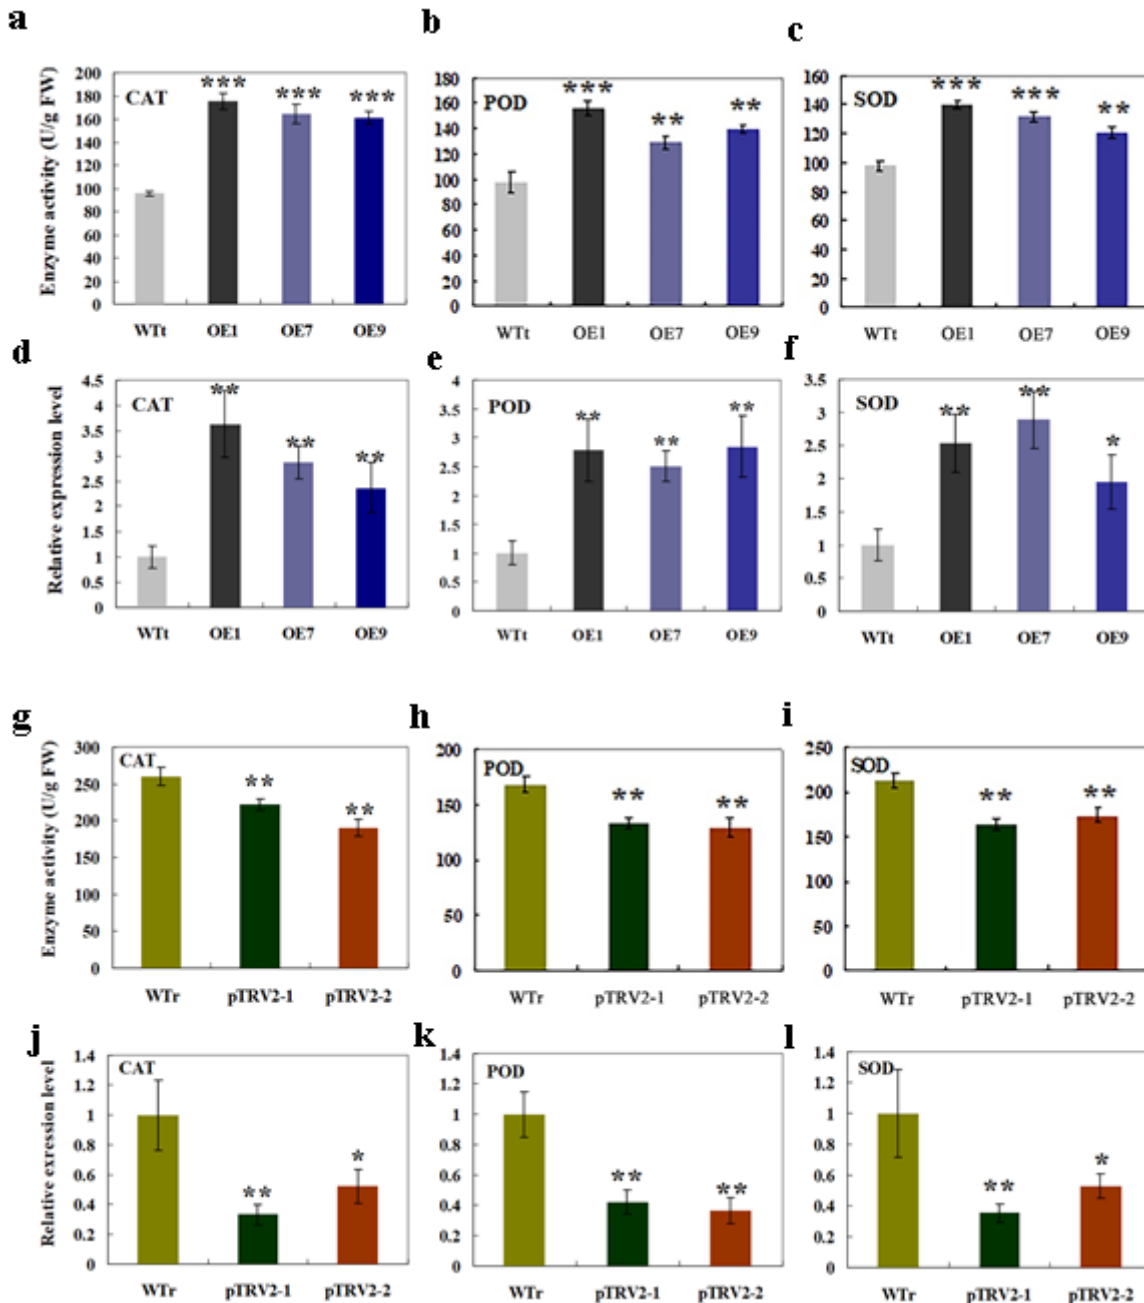 a
b
c
Enzyme activity (U/g FW)
200
180
160
140
120
100
80
60
40
20
0
CAT
***
***
***
WTt
OE1
OE7
OE9
180
160
140
120
100
80
60
40
20
0
POD
***
**
**
WTt
OE1
OE7
OE9
160
140
120
100
80
60
40
20
0
SOD
***
***
**
WTt
OE1
OE7
OE9
d
e
f
Relative expression level
4.5
4
3.5
3
2.5
2
1.5
1
0.5
0
CAT
**
**
**
WTt
OE1
OE7
OE9
4
3.5
3
2.5
2
1.5
1
0.5
0
POD
**
**
**
WTt
OE1
OE7
OE9
3.5
3
2.5
2
1.5
1
0.5
0
SOD
**
**
*
WTt
OE1
OE7
OE9
g
h
i
Enzyme activity (U/g FW)
300
250
200
150
100
50
0
CAT
**
**
WTr
pTRV2-1
pTRV2-2
200
150
100
50
0
POD
**
**
WTr
pTRV2-1
pTRV2-2
250
200
150
100
50
0
SOD
**
**
WTr
pTRV2-1
pTRV2-2
j
k
l
Relative exression level
1.4
1.2
1
0.8
0.6
0.4
0.2
0
CAT
**
*
WTr
pTRV2-1
pTRV2-2
1.4
1.2
1
0.8
0.6
0.4
0.2
0
POD
**
**
WTr
pTRV2-1
pTRV2-2
1.4
1.2
1
0.8
0.6
0.4
0.2
0
SOD
**
*
WTr
pTRV2-1
pTRV2-2